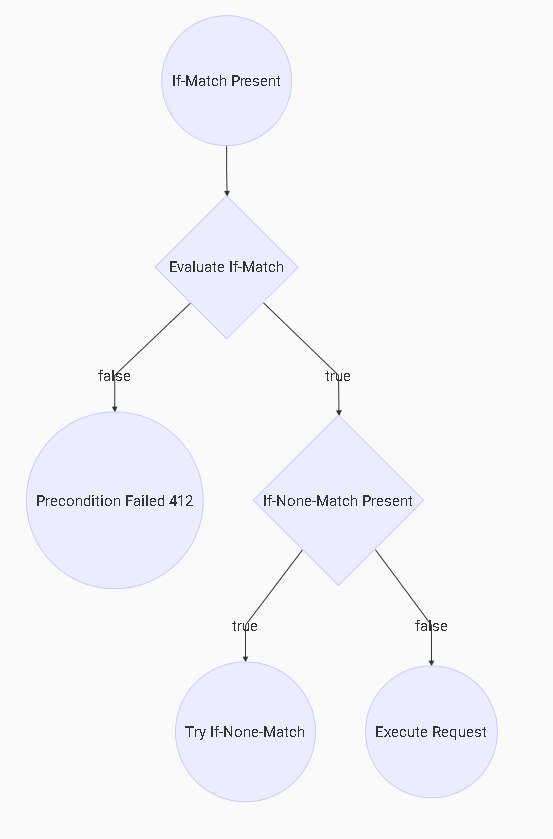 If-Match Present
Evaluate If-Match
false
true
Precondition Failed 412
If-None-Match Present
true
false
Try If-None-Match
Execute Request